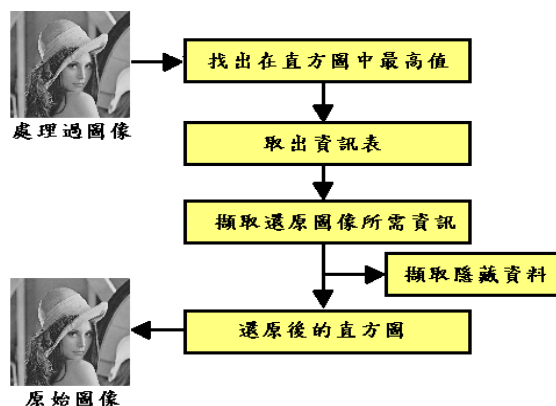 找出在直方圖中最高值
處理過圖像
取出資訊表
擷取還原圖像所需資訊
擷取隱藏資料
還原後的直方圖
原始圖像